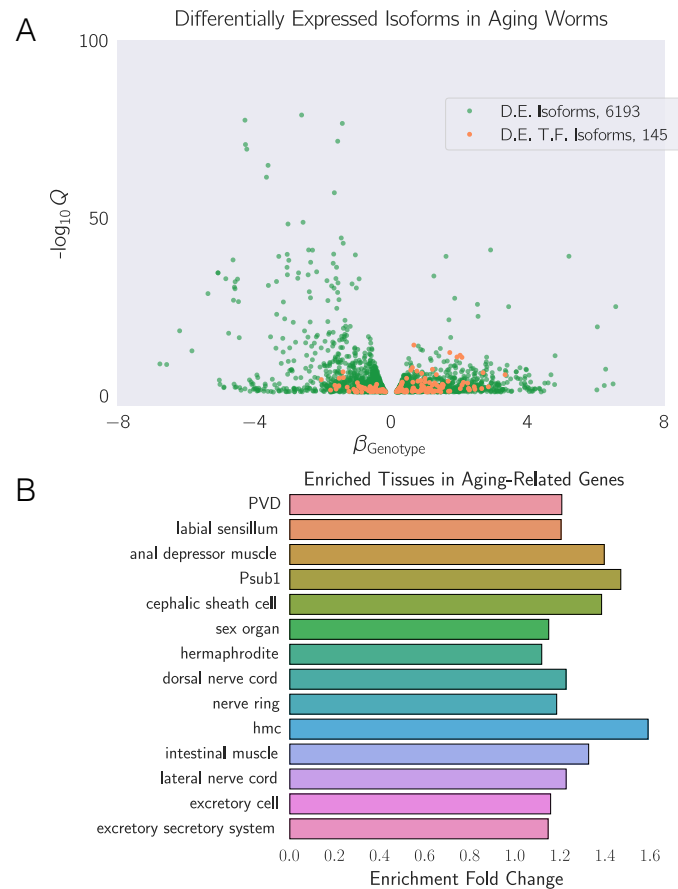 A
Differentially Expressed Isoforms in Aging Worms
100
50
0
-log10 Q
D.E. Isoforms, 6193
D.E. T.F. Isoforms, 145
−8
−4
0
4
8
βGenotype
B
Enriched Tissues in Aging-Related Genes
PVD
labial sensillum
anal depressor muscle
Psub1
cephalic sheath cell
sex organ
hermaphrodite
dorsal nerve cord
nerve ring
hmc
intestinal muscle
lateral nerve cord
excretory cell
excretory secretory system
0.0 0.2 0.4 0.6 0.8 1.0 1.2 1.4 1.6
Enrichment Fold Change